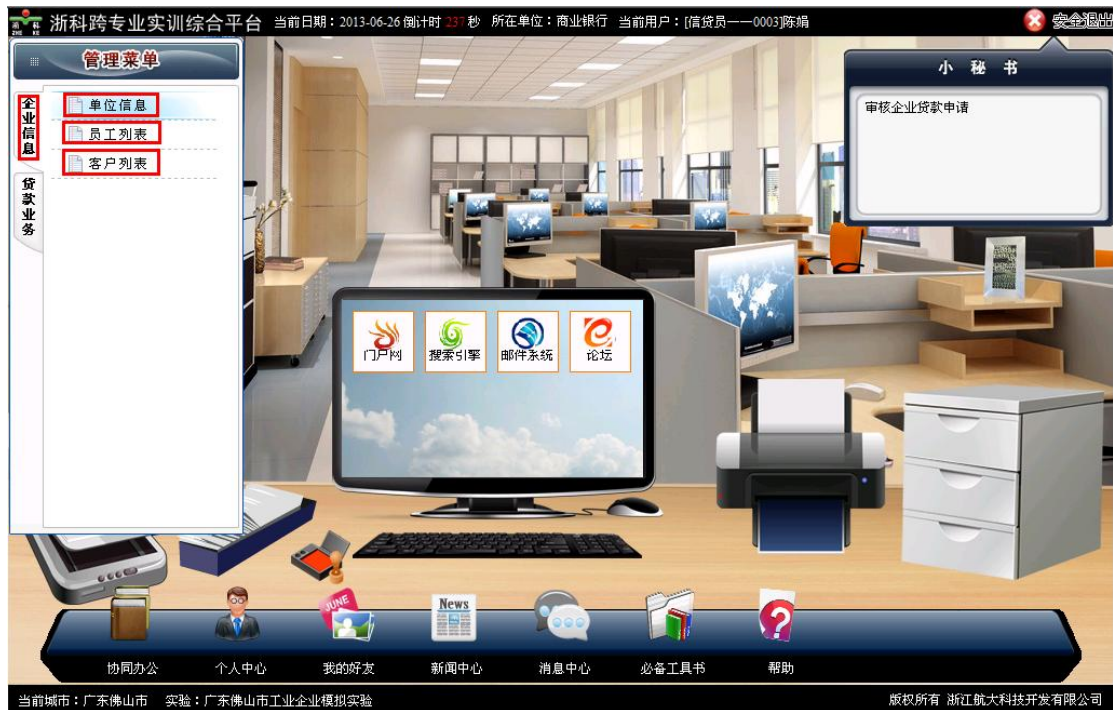 浙科
ZHE KE
浙科跨专业实训综合平台 当前日期：2013-06-26 倒计时 237 秒 所在单位：商业银行 当前用户：[信贷员——0003]陈娟
安全退出
管理菜单
企业信息
单位信息
员工列表
客户列表
贷款业务
小秘书
审核企业贷款申请
门户网 搜索引擎 邮件系统 论坛
JUNE
News
协同办公 个人中心 我的好友 新闻中心 消息中心 必备工具书 帮助
当前城市：广东佛山市 实验：广东佛山市工业企业模拟实验 版权所有 浙江航大科技开发有限公司